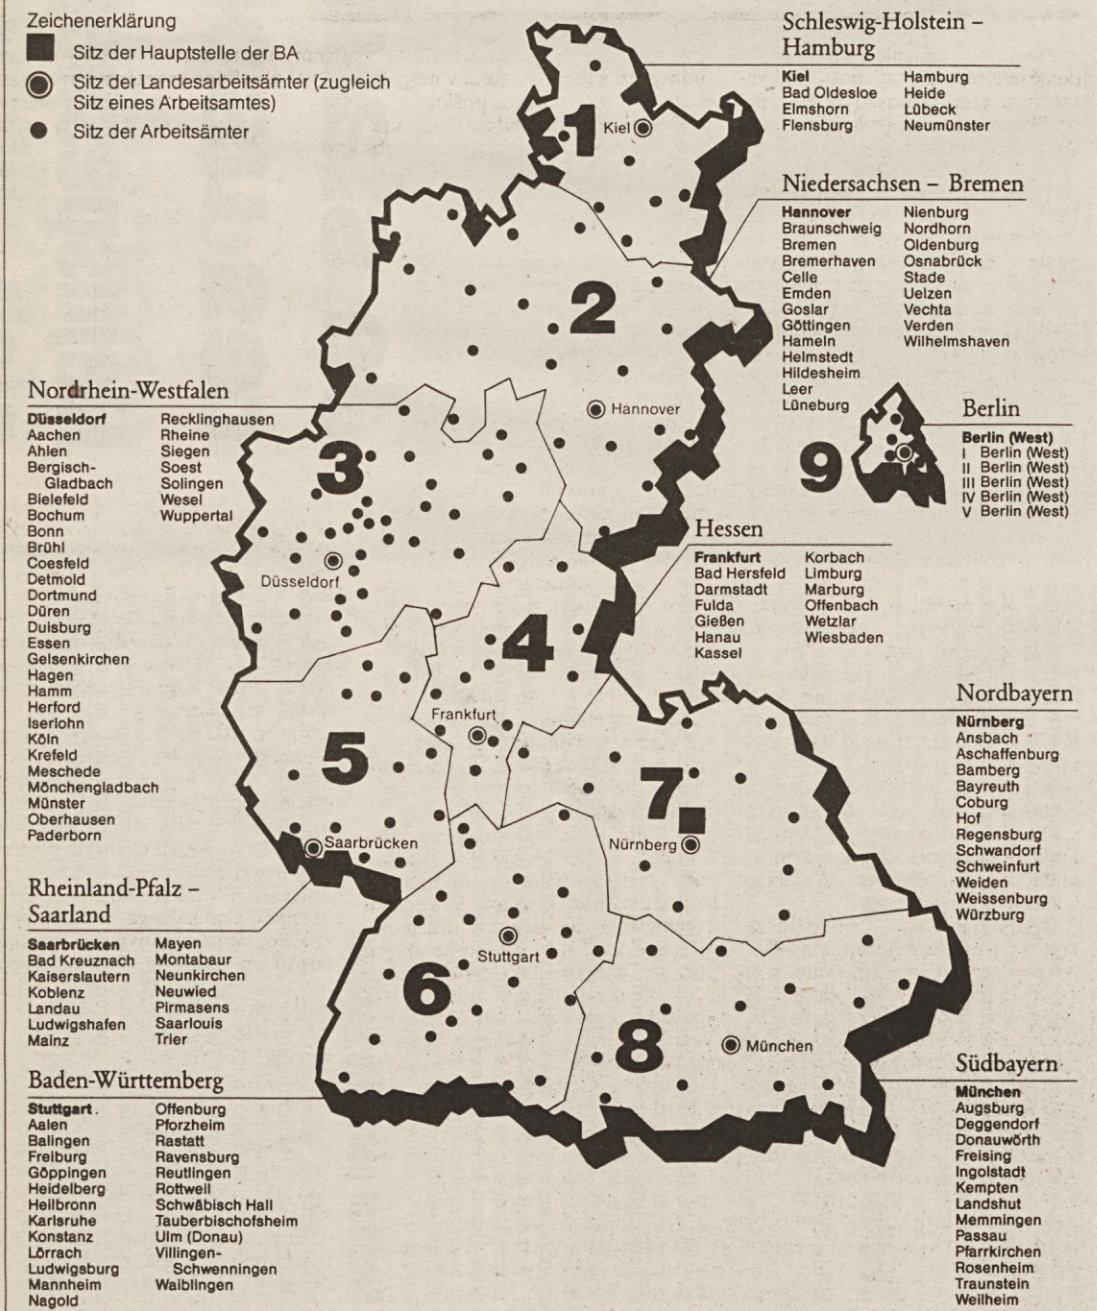 Zeichenerklärung
Sitz der Hauptstelle der BA
Sitz der Landesarbeitsämter (zugleich
Sitz eines Arbeitsamtes)
Sitz der Arbeitsämter
Schleswig-Holstein –
Hamburg
Kiel
Bad Oldesloe
Elmshorn
Flensburg
Hamburg
Heide
Lübeck
Neumünster
Niedersachsen – Bremen
Hannover
Braunschweig
Bremen
Bremerhaven
Celle
Emden
Goslar
Göttingen
Hameln
Helmstedt
Hildesheim
Leer
Lüneburg
Nienburg
Nordhorn
Oldenburg
Osnabrück
Stade
Uelzen
Vechta
Verden
Wilhelmshaven
Berlin
Berlin (West)
I Berlin (West)
II Berlin (West)
III Berlin (West)
IV Berlin (West)
V Berlin (West)
Nordrhein-Westfalen
Düsseldorf
Aachen
Ahlen
Bergisch-
Gladbach
Bielefeld
Bochum
Bonn
Brühl
Coesfeld
Detmold
Dortmund
Düren
Duisburg
Essen
Gelsenkirchen
Hagen
Hamm
Herford
Iserlohn
Köln
Krefeld
Meschede
Mönchengladbach
Münster
Oberhausen
Paderborn
Recklinghausen
Rheine
Siegen
Soest
Solingen
Wesel
Wuppertal
Hessen
Frankfurt
Bad Hersfeld
Darmstadt
Fulda
Gießen
Hanau
Kassel
Korbach
Limburg
Marburg
Offenbach
Wetzlar
Wiesbaden
Nordbayern
Nürnberg
Ansbach
Aschaffenburg
Bamberg
Bayreuth
Coburg
Hof
Regensburg
Schwandorf
Schweinfurt
Weiden
Weissenburg
Würzburg
Rheinland-Pfalz –
Saarland
Saarbrücken
Bad Kreuznach
Kaiserslautern
Koblenz
Landau
Ludwigshafen
Mainz
Mayen
Montabaur
Neunkirchen
Neuwied
Pirmasens
Saarlouis
Trier
Baden-Württemberg
Stuttgart
Aalen
Balingen
Freiburg
Göppingen
Heidelberg
Heilbronn
Karlsruhe
Konstanz
Lörrach
Ludwigsburg
Mannheim
Nagold
Offenburg
Pforzheim
Rastatt
Ravensburg
Reutlingen
Rottweil
Schwäbisch Hall
Tauberbischofsheim
Ulm (Donau)
Villingen-
Schwenningen
Waiblingen
Südbayern
München
Augsburg
Deggendorf
Donauwörth
Freising
Ingolstadt
Kempten
Landshut
Memmingen
Passau
Pfarrkirchen
Rosenheim
Traunstein
Weilheim
1
Kiel
2
Hannover
3
Düsseldorf
9
4
Frankfurt
5
Saarbrücken
7
Nürnberg
6
Stuttgart
8
München